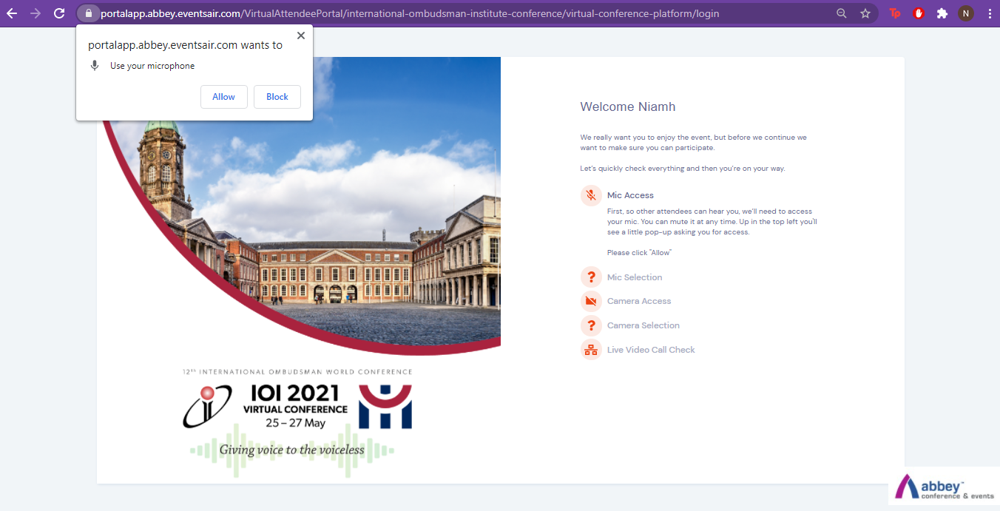 portalapp.abbey.eventsair.com/VirtualAttendeePortal/international-ombudsman-institute-conference/virtual-conference-platform/login
Tp
N
portalapp.abbey.eventsair.com wants to
Use your microphone
Allow
Block
Welcome Niamh
We really want you to enjoy the event, but before we continue we
want to make sure you can participate.
Let's quickly check everything and then you're on your way.
Mic Access
First, so other attendees can hear you, we'll need to access
your mic. You can mute it at any time. Up in the top left you'll
see a little pop-up asking you for access.
Please click "Allow"
? Mic Selection
Camera Access
? Camera Selection
Live Video Call Check
12th INTERNATIONAL OMBUDSMAN WORLD CONFERENCE
IOI 2021
VIRTUAL CONFERENCE
25 – 27 May
Giving voice to the voiceless
abbey™
conference & events